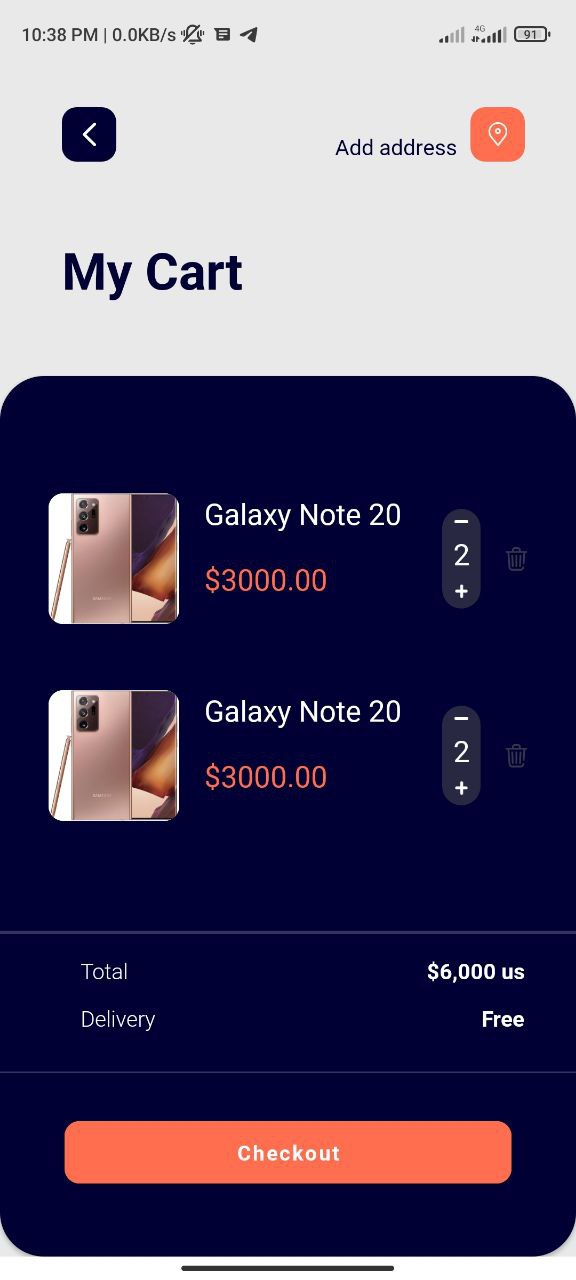 10:38 PM | 0.0KB/s
4G
91
Add address
My Cart
Galaxy Note 20
$3000.00
2
Galaxy Note 20
$3000.00
2
Total
$6,000 us
Delivery
Free
Checkout